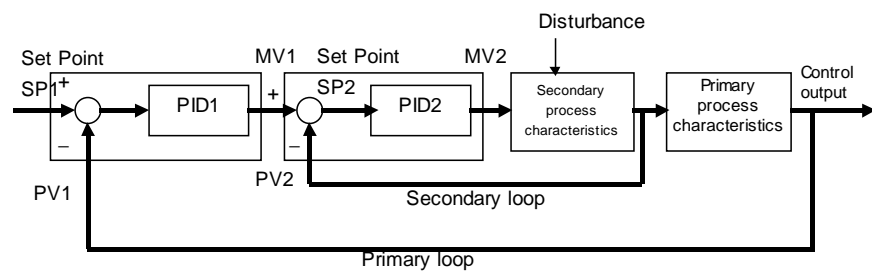 Disturbance
Set Point
SP1
+
−
PID1
MV1
+
Set Point
SP2
−
PID2
MV2
Secondary
process
characteristics
Primary
process
characteristics
Control
output
PV1
PV2
Secondary loop
Primary loop